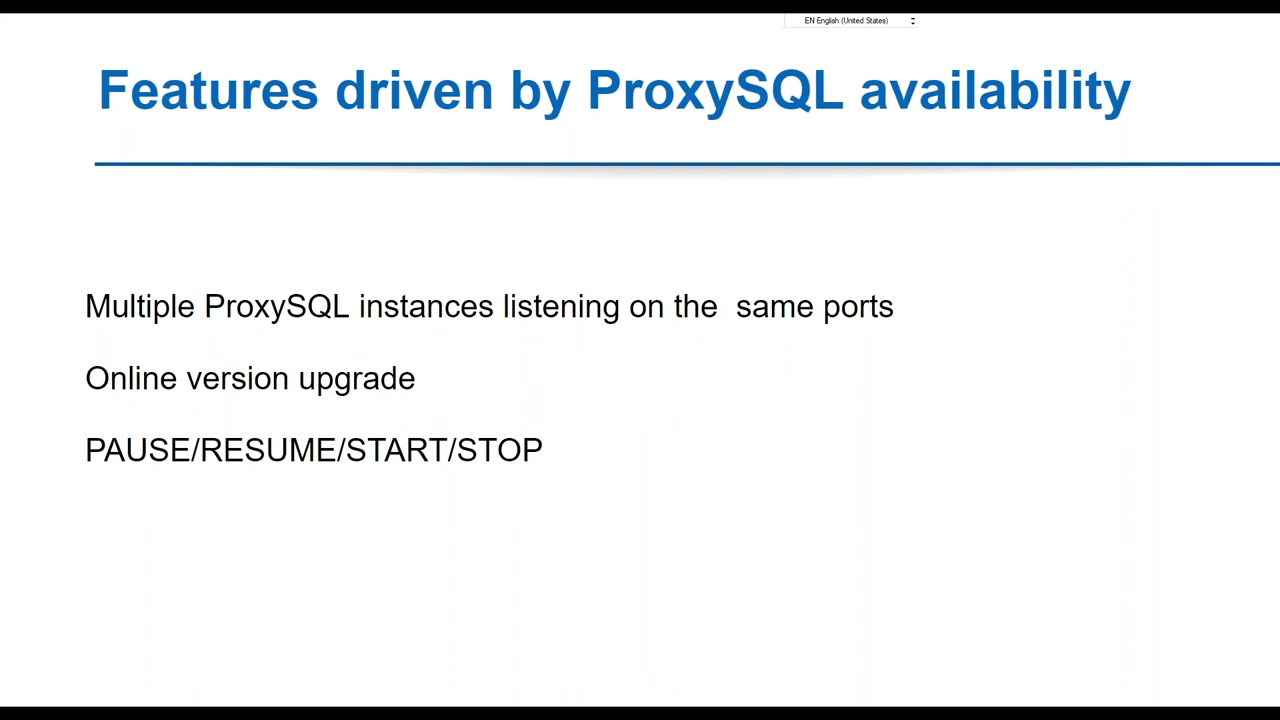 EN English (United States)
Features driven by ProxySQL availability
Multiple ProxySQL instances listening on the  same ports
Online version upgrade
PAUSE/RESUME/START/STOP